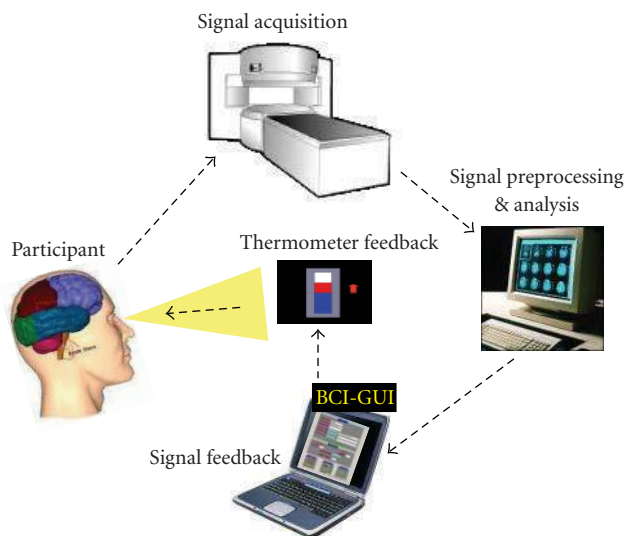 Signal acquisition
Signal preprocessing
& analysis
Participant
Thermometer feedback
BCI-GUI
Signal feedback